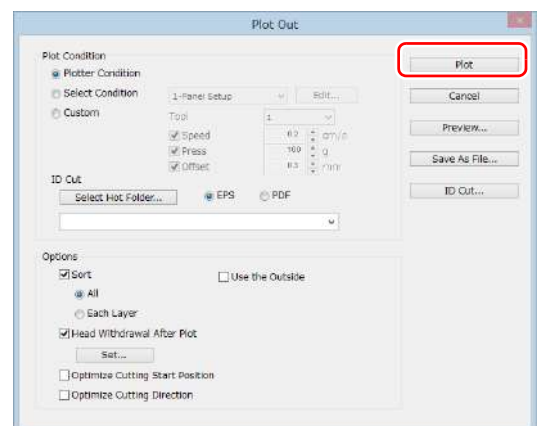 Plot Out
Plot Condition
Plotter Condition
Select Condition
1-Panel Setup
Edit...
Custom
Tool
1
Speed
cm/s
Press
g
Offset
0.3
mm
ID Cut
Select Hot Folder...
EPS
PDF
Options
Sort
Use the Outside
All
Each Layer
Head Withdrawal After Plot
Set...
Optimize Cutting Start Position
Optimize Cutting Direction
Plot
Cancel
Preview...
Save As File...
ID Cut...